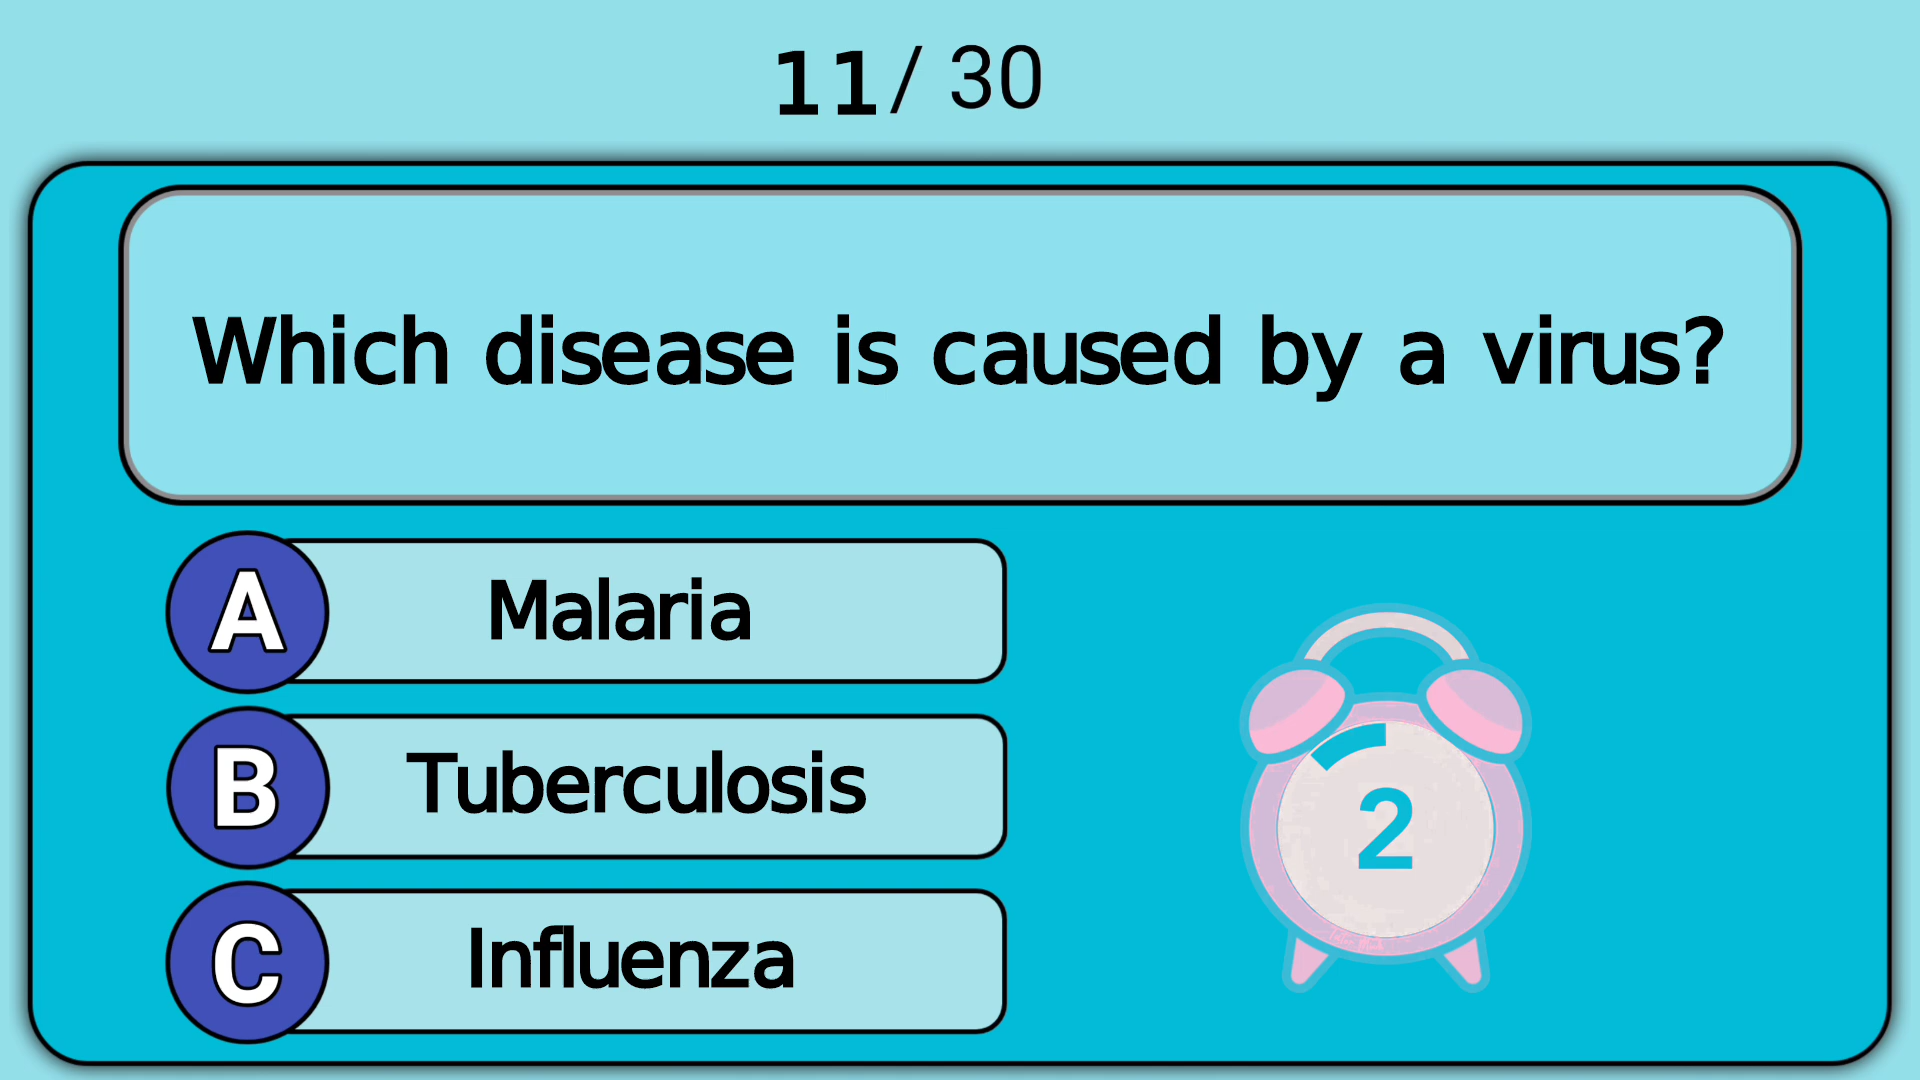 11/ 30
Which disease is caused by a virus?
A Malaria
B Tuberculosis
C Influenza
2